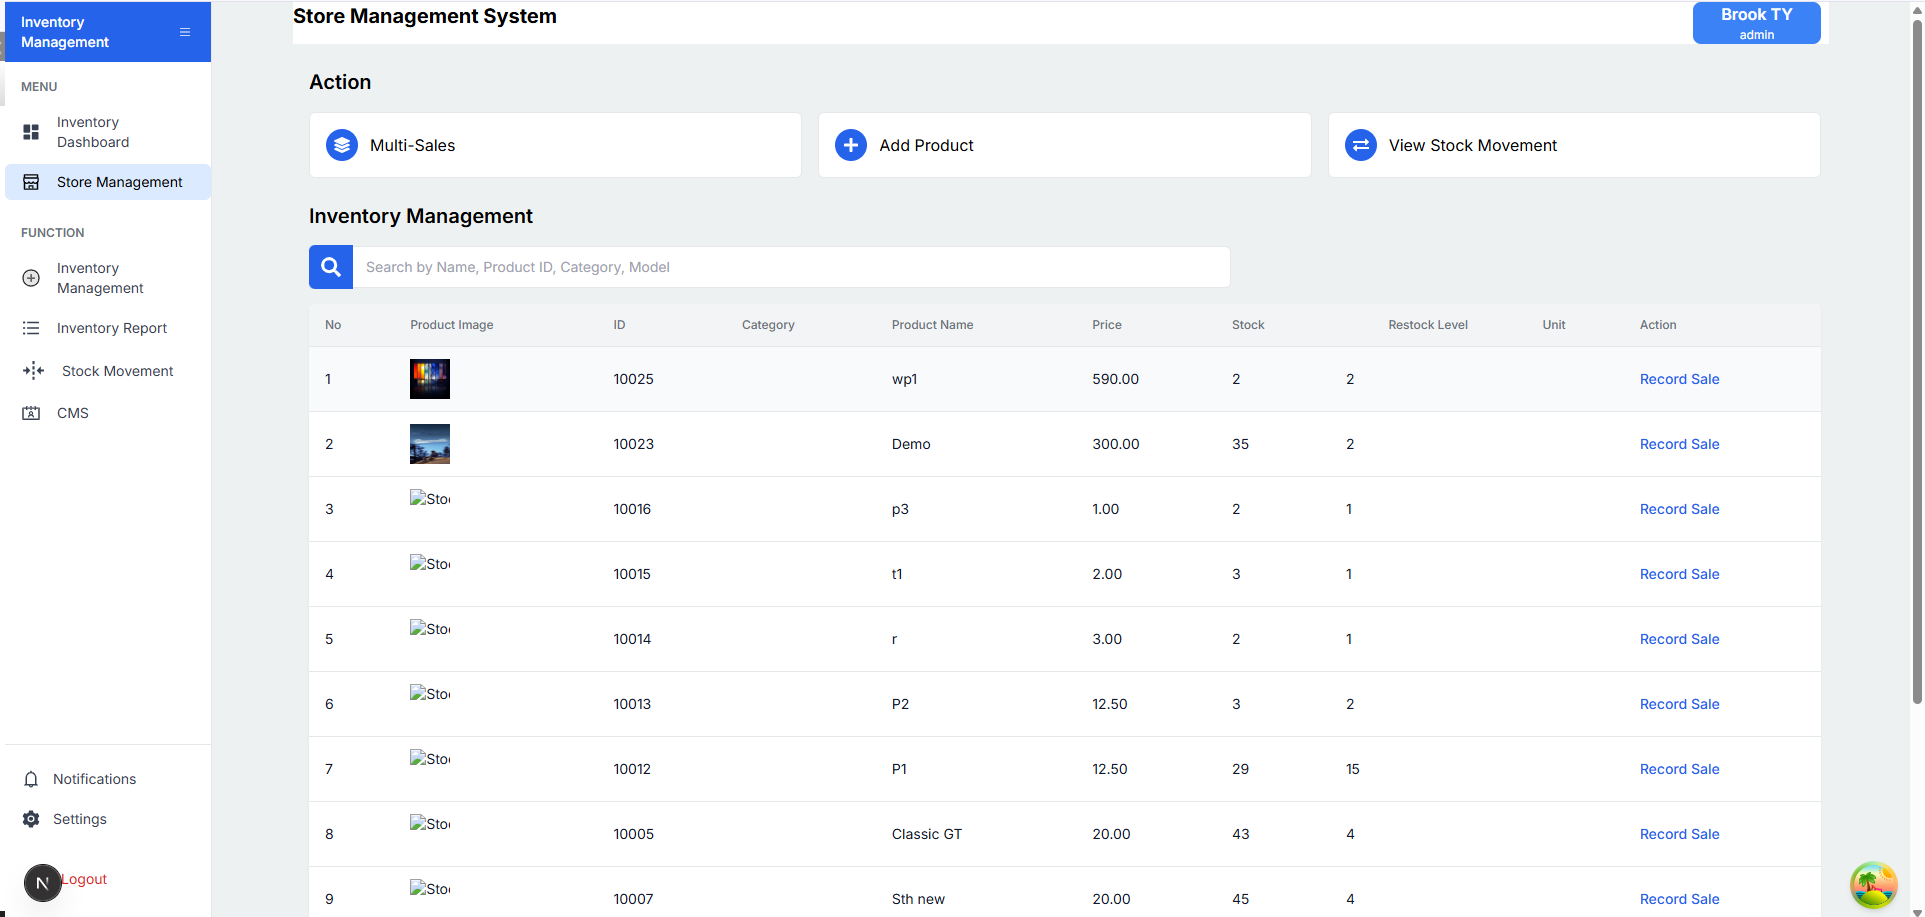 Inventory
Management
MENU
Inventory
Dashboard
Store Management
FUNCTION
Inventory
Management
Inventory Report
Stock Movement
CMS
Notifications
Settings
N
Logout
Store Management System
Brook TY
admin
Action
Multi-Sales
Add Product
View Stock Movement
Inventory Management
Search by Name, Product ID, Category, Model
No Product Image ID Category Product Name Price Stock Restock Level Unit Action
1 10025 wp1 590.00 2 2 Record Sale
2 10023 Demo 300.00 35 2 Record Sale
3 Sto 10016 p3 1.00 2 1 Record Sale
4 Sto 10015 t1 2.00 3 1 Record Sale
5 Sto 10014 r 3.00 2 1 Record Sale
6 Sto 10013 P2 12.50 3 2 Record Sale
7 Sto 10012 P1 12.50 29 15 Record Sale
8 Sto 10005 Classic GT 20.00 43 4 Record Sale
9 Sto 10007 Sth new 20.00 45 4 Record Sale